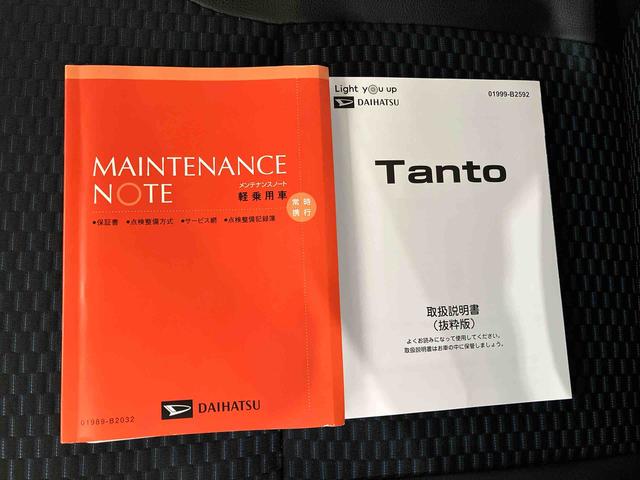 MAINTENANCE
NOTE
メンテナンスノート
軽乗用車
常時
携行
●保証書 ●点検整備方式 ●サービス網 ●点検整備記録簿
01989-B2032
DAIHATSU
Light you up
DAIHATSU
01999-B2592
Tanto
取扱説明書
(抜粋版)
よくお読みになって使用してください。
取扱説明書はお車の中に保管しましょう。